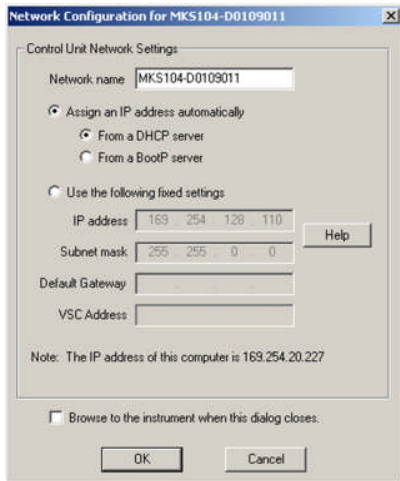 Network Configuration for MKS104-D0109011
Control Unit Network Settings
Network name MKS104-D0109011
Assign an IP address automatically
From a DHCP server
From a BootP server
Use the following fixed settings
IP address 169 . 254 . 128 . 110
Help
Subnet mask 255 . 255 . 0 . 0
Default Gateway . . .
VSC Address
Note: The IP address of this computer is 169.254.20.227
Browse to the instrument when this dialog closes.
OK Cancel